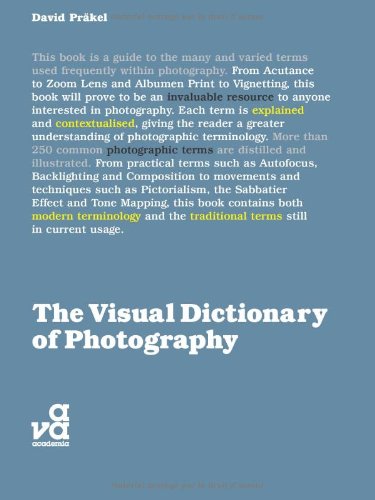 David Präkel
This book is a guide to the many and varied terms
used frequently within photography. From Acutance
to Zoom Lens and Albumen Print to Vignetting, this
book will prove to be an invaluable resource to anyone
interested in photography. Each term is explained
and contextualised, giving the reader a greater
understanding of photographic terminology. More than
250 common photographic terms are distilled and
illustrated. From practical terms such as Autofocus,
Backlighting and Composition to movements and
techniques such as Pictorialism, the Sabbatier
Effect and Tone Mapping, this book contains both
modern terminology and the traditional terms still
in current usage.
The Visual Dictionary
of Photography
ava
academia